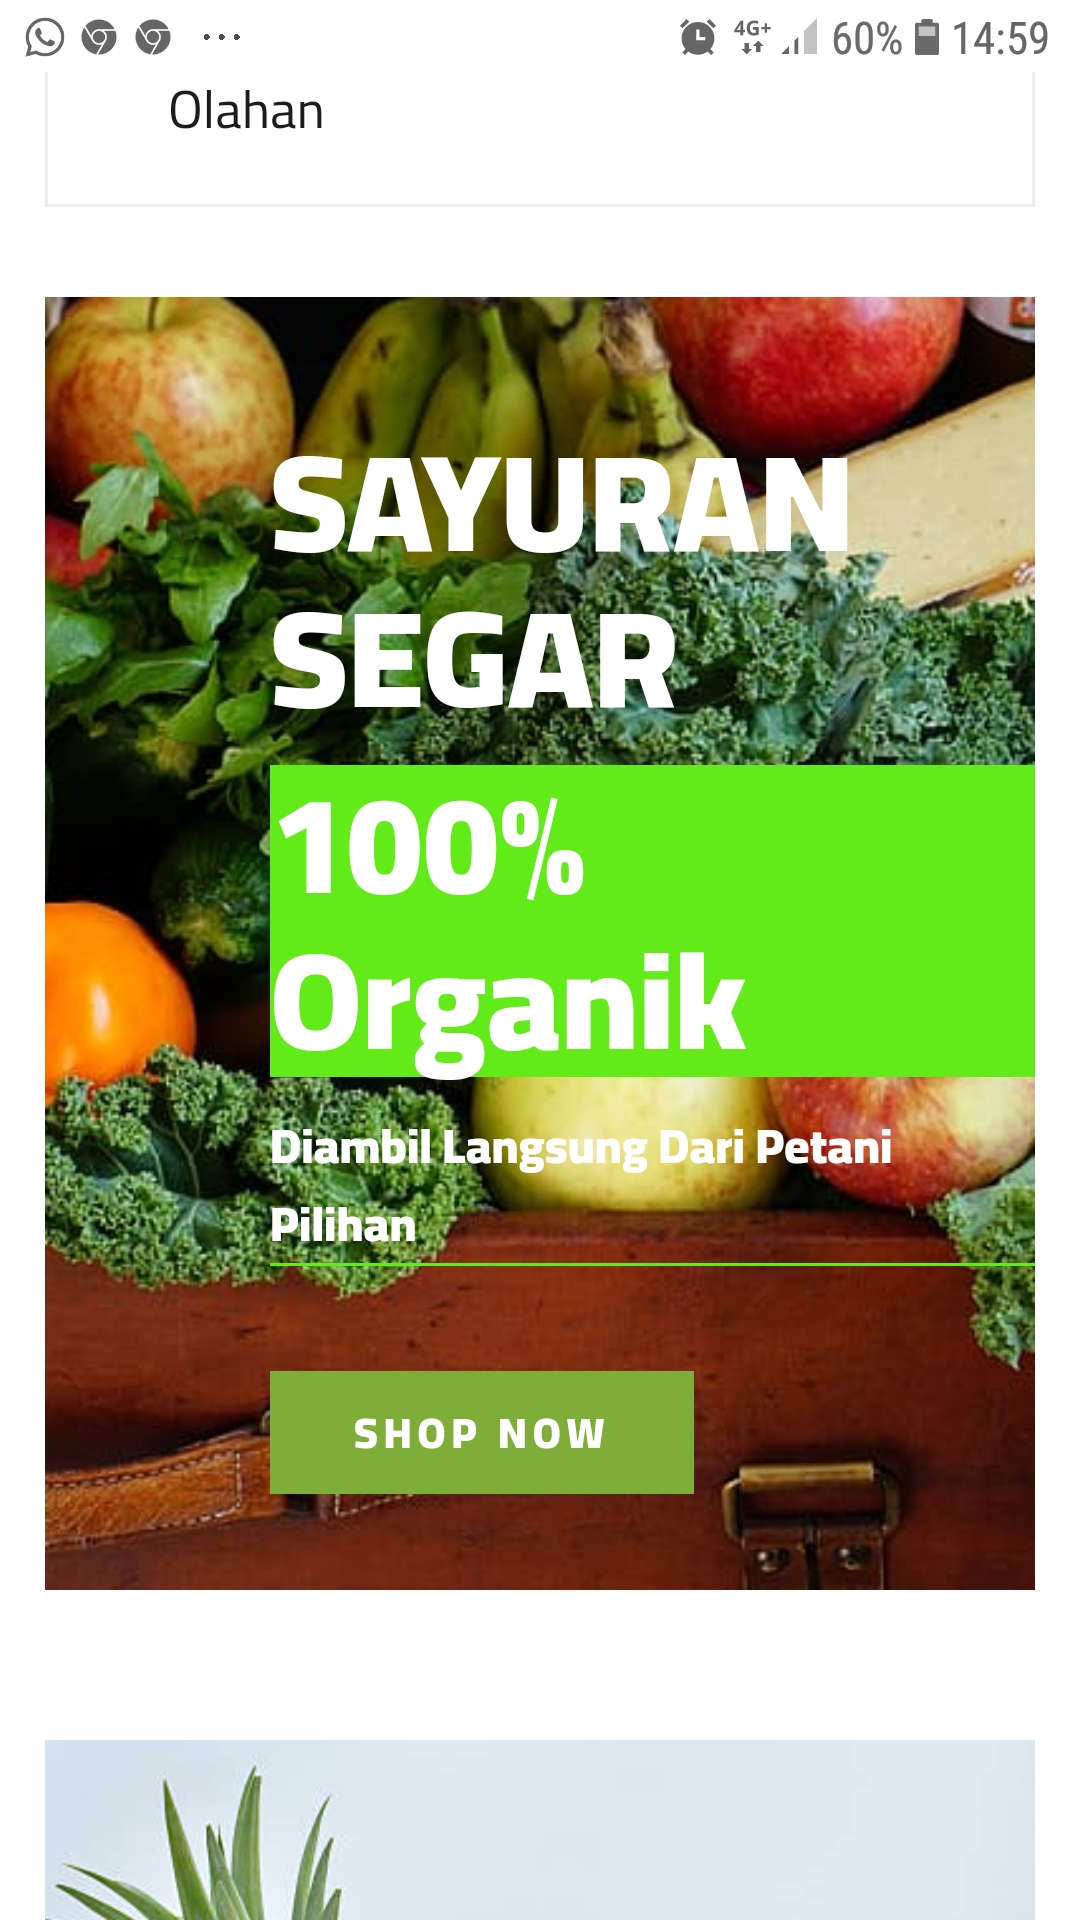 4G+ 60% 14:59
Olahan
SAYURAN
SEGAR
100%
Organik
Diambil Langsung Dari Petani
Pilihan
SHOP NOW